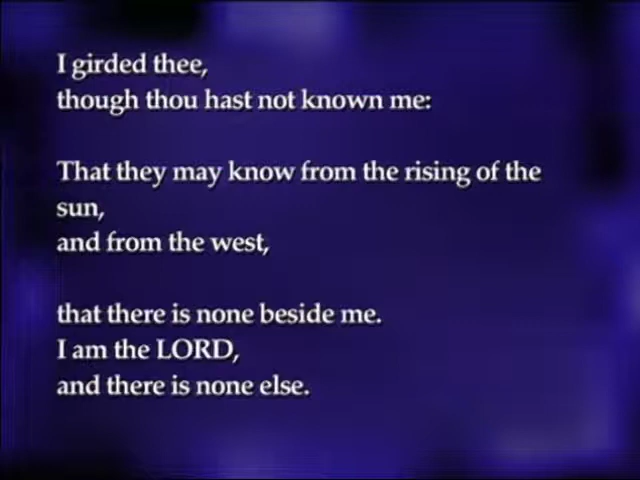 I girded thee,
though thou hast not known me:
That they may know from the rising of the
sun,
and from the west,
that there is none beside me.
I am the LORD,
and there is none else.